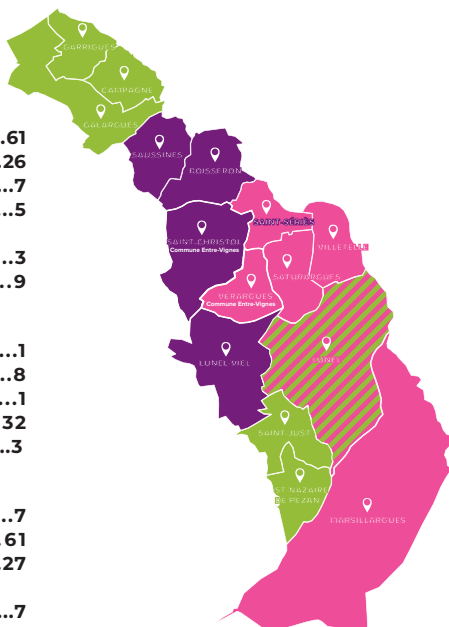 GARRIGUES
CAMPAGNE
GALARGUES
...61
...26
...7
...5
...3
...9
...1
...8
...1
32
...3
...7
61
...27
...7
SAUSSINES
BOISSERON
SAINT-SÉRIÈS
SAINT-CHRISTOL
Commune Entre-Vignes
VILLETELLE
SATURARGUES
VÉRARGUES
Commune Entre-Vignes
LUNEL-VIEL
LUNEL
SAINT-JUST
ST NAZAIRE
DE PEZAN
MARSILLARGUES